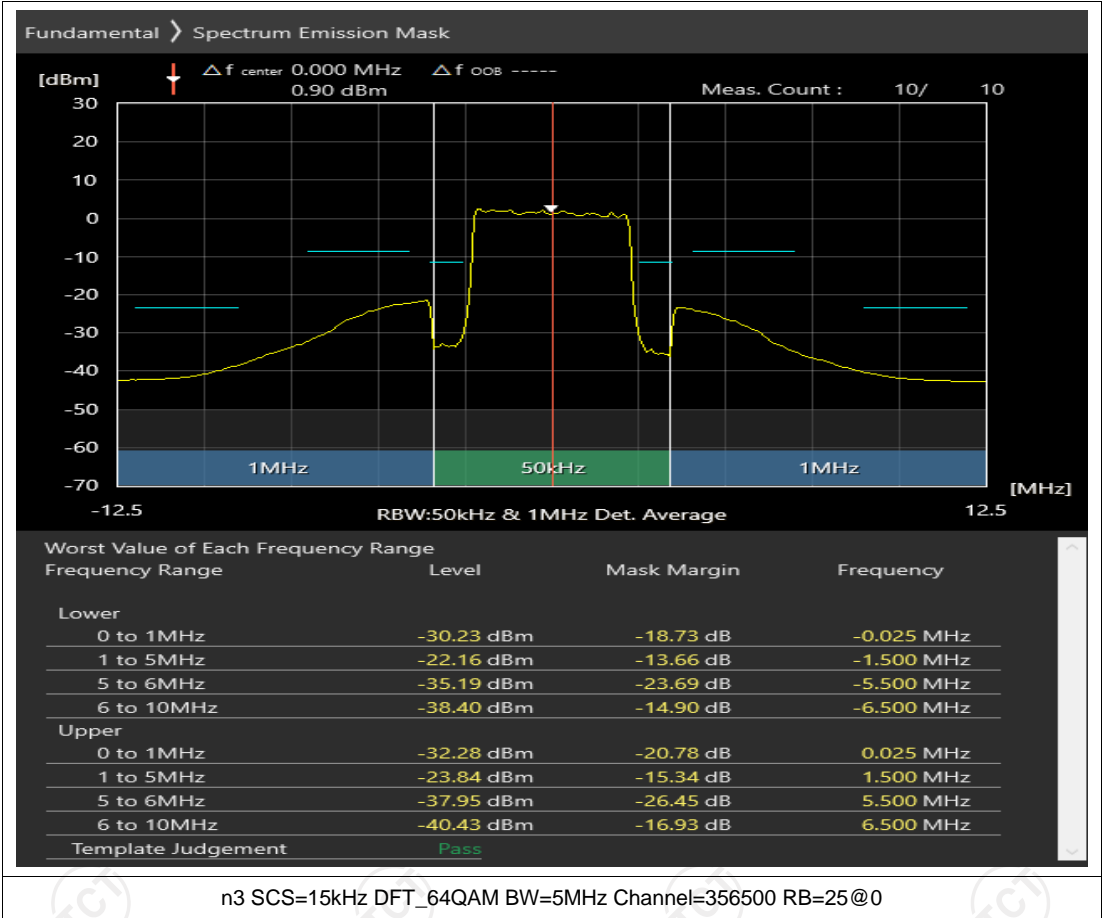 Fundamental ❯ Spectrum Emission Mask
[dBm] △f center 0.000 MHz △f OOB -----
0.90 dBm Meas. Count : 10/ 10
30
20
10
0
-10
-20
-30
-40
-50
-60
1MHz 50kHz 1MHz
-70
[MHz]
-12.5 RBW:50kHz & 1MHz Det. Average 12.5
Worst Value of Each Frequency Range
Frequency Range Level Mask Margin Frequency
Lower
0 to 1MHz -30.23 dBm -18.73 dB -0.025 MHz
1 to 5MHz -22.16 dBm -13.66 dB -1.500 MHz
5 to 6MHz -35.19 dBm -23.69 dB -5.500 MHz
6 to 10MHz -38.40 dBm -14.90 dB -6.500 MHz
Upper
0 to 1MHz -32.28 dBm -20.78 dB 0.025 MHz
1 to 5MHz -23.84 dBm -15.34 dB 1.500 MHz
5 to 6MHz -37.95 dBm -26.45 dB 5.500 MHz
6 to 10MHz -40.43 dBm -16.93 dB 6.500 MHz
Template Judgement Pass
n3 SCS=15kHz DFT_64QAM BW=5MHz Channel=356500 RB=25@0
TCT TCT TCT TCT